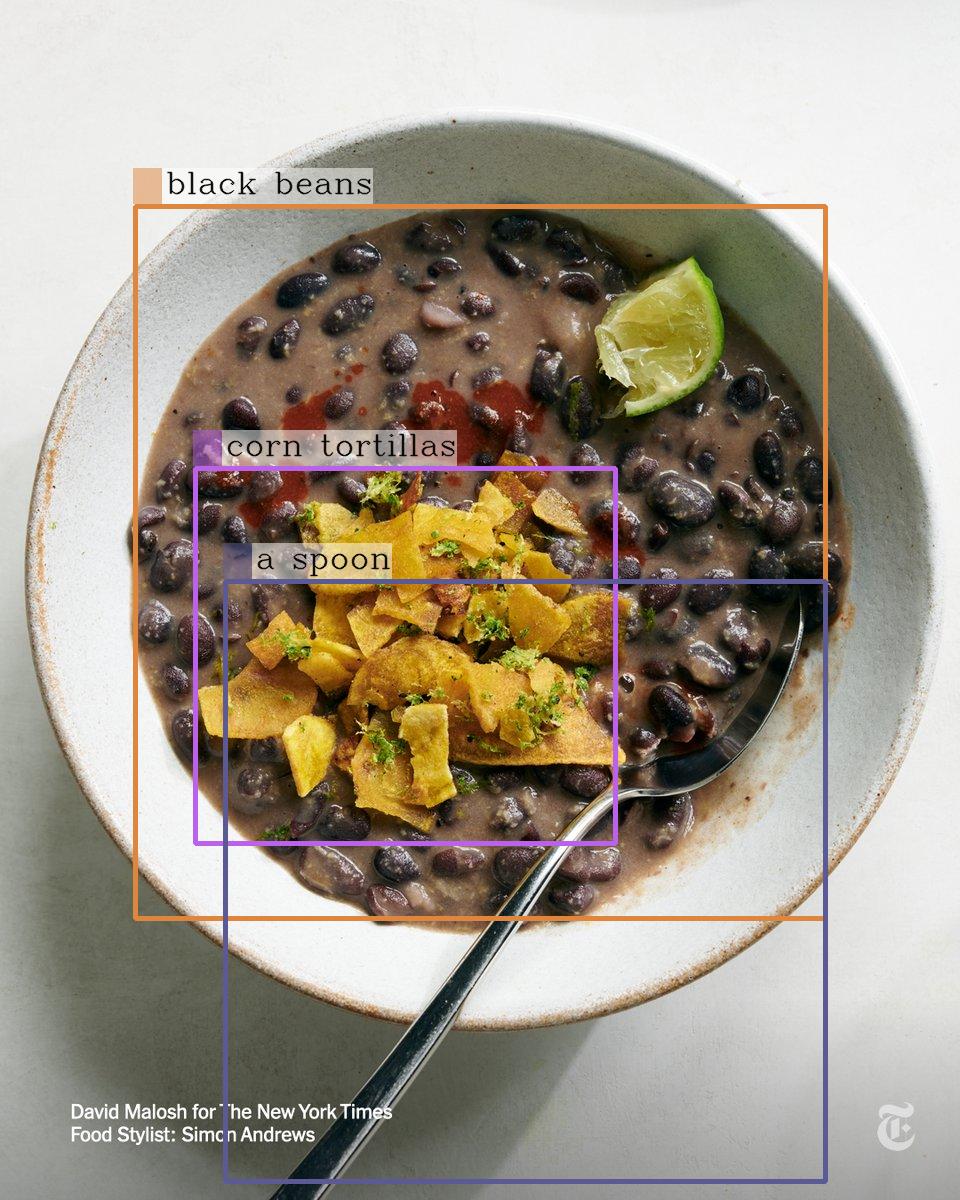 black beans
corn tortillas
a spoon
David Malosh for The New York Times
Food Stylist: Simon Andrews
T